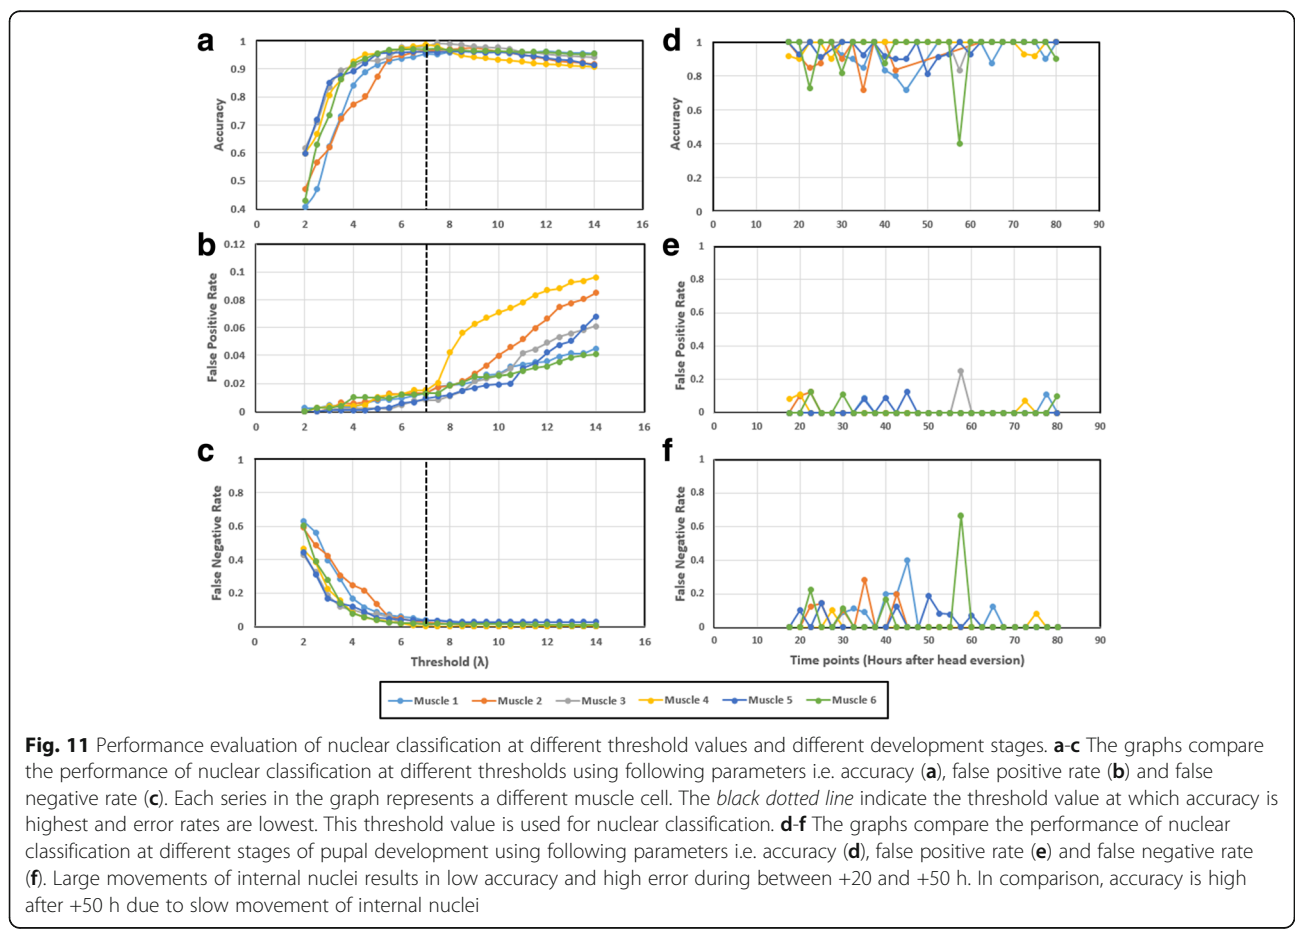 a
1
0.9
0.8
0.7
0.6
0.5
0.4
Accuracy
0 2 4 6 8 10 12 14 16
b
0.12
0.1
0.08
0.06
0.04
0.02
0
False Positive Rate
0 2 4 6 8 10 12 14 16
c
1
0.8
0.6
0.4
0.2
0
False Negative Rate
0 2 4 6 8 10 12 14 16
Threshold (λ)
d
1
0.8
0.6
0.4
0.2
0
Accuracy
0 10 20 30 40 50 60 70 80 90
e
1
0.8
0.6
0.4
0.2
0
False Positive Rate
0 10 20 30 40 50 60 70 80 90
f
1
0.8
0.6
0.4
0.2
0
False Negative Rate
0 10 20 30 40 50 60 70 80 90
Time points (Hours after head eversion)
Muscle 1 Muscle 2 Muscle 3 Muscle 4 Muscle 5 Muscle 6
Fig. 11 Performance evaluation of nuclear classification at different threshold values and different development stages. a-c The graphs compare
the performance of nuclear classification at different thresholds using following parameters i.e. accuracy (a), false positive rate (b) and false
negative rate (c). Each series in the graph represents a different muscle cell. The black dotted line indicate the threshold value at which accuracy is
highest and error rates are lowest. This threshold value is used for nuclear classification. d-f The graphs compare the performance of nuclear
classification at different stages of pupal development using following parameters i.e. accuracy (d), false positive rate (e) and false negative rate
(f). Large movements of internal nuclei results in low accuracy and high error during between +20 and +50 h. In comparison, accuracy is high
after +50 h due to slow movement of internal nuclei